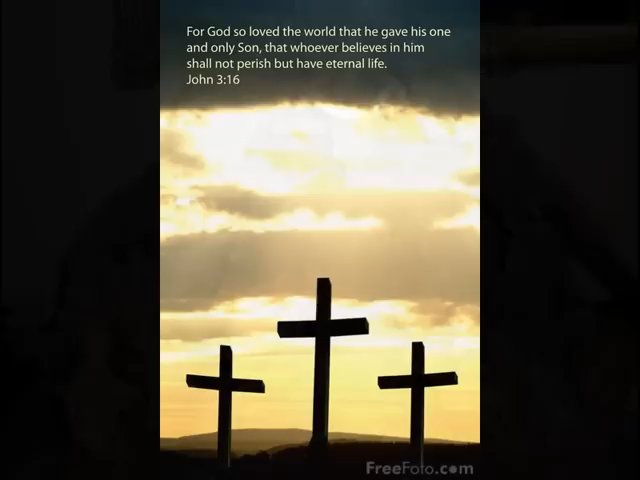 For God so loved the world that he gave his one
and only Son, that whoever believes in him
shall not perish but have eternal life.
John 3:16
FreeFoto.com